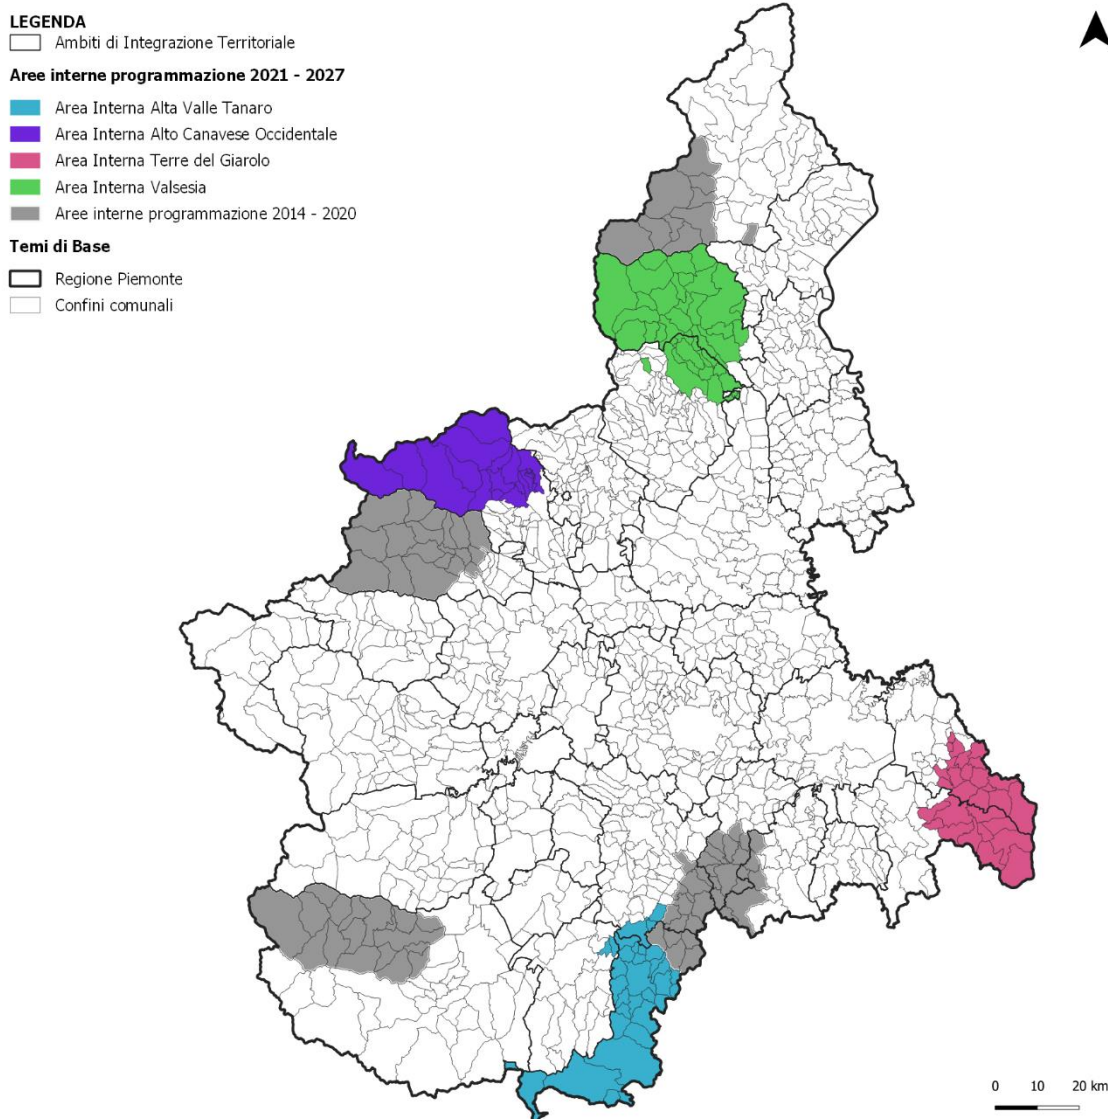 LEGENDA
Ambiti di Integrazione Territoriale
Aree interne programmazione 2021 - 2027
Area Interna Alta Valle Tanaro
Area Interna Alto Canavese Occidentale
Area Interna Terre del Giarolo
Area Interna Valsesia
Aree interne programmazione 2014 - 2020
Temi di Base
Regione Piemonte
Confini comunali
0 10 20 km